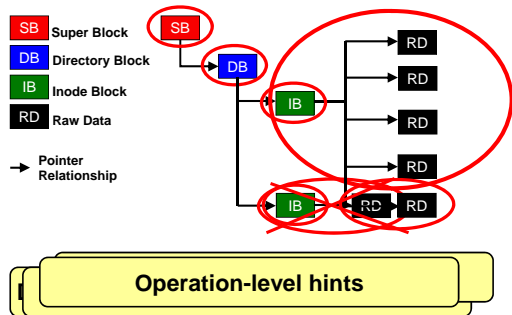 SB Super Block
DB Directory Block
IB Inode Block
RD Raw Data
Pointer
Relationship
SB
DB
IB
IB
RD
RD
RD
RD
RD RD
Operation-level hints